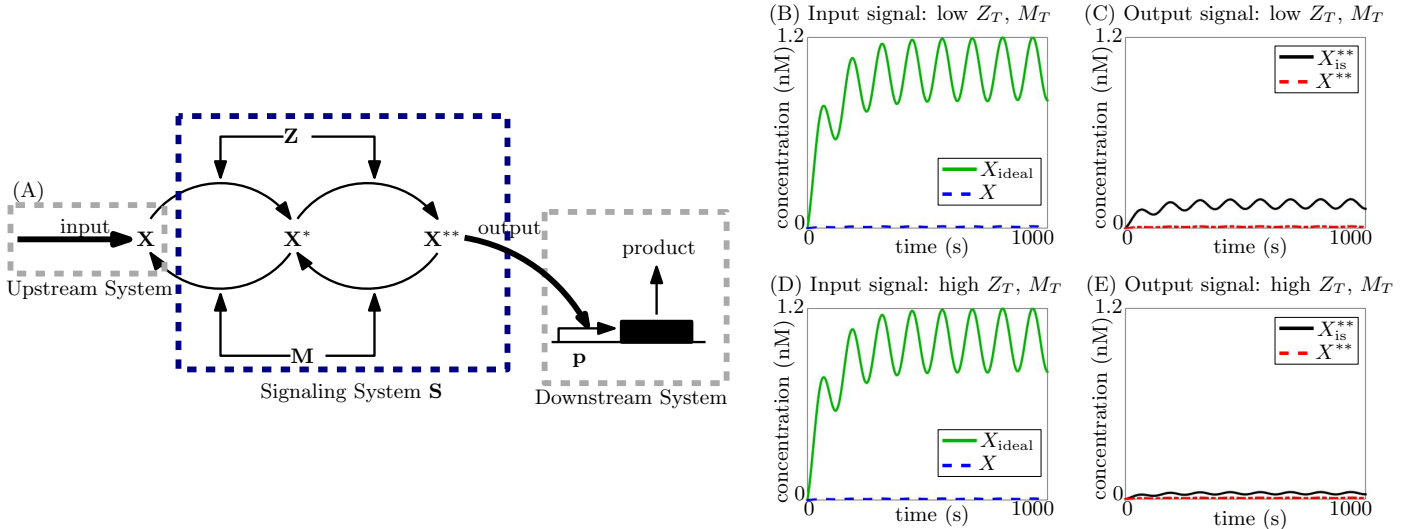 (A)
Z
input
X
X*
X**
output
Upstream System
product
M
p
Signaling System S
Downstream System
(B) Input signal: low Z_T, M_T
concentration (nM)
1.2
0
X_ideal
X
0
1000
time (s)
(C) Output signal: low Z_T, M_T
concentration (nM)
1.2
0
X_is**
X**
0
1000
time (s)
(D) Input signal: high Z_T, M_T
concentration (nM)
1.2
0
X_ideal
X
0
1000
time (s)
(E) Output signal: high Z_T, M_T
concentration (nM)
1.2
0
X_is**
X**
0
1000
time (s)